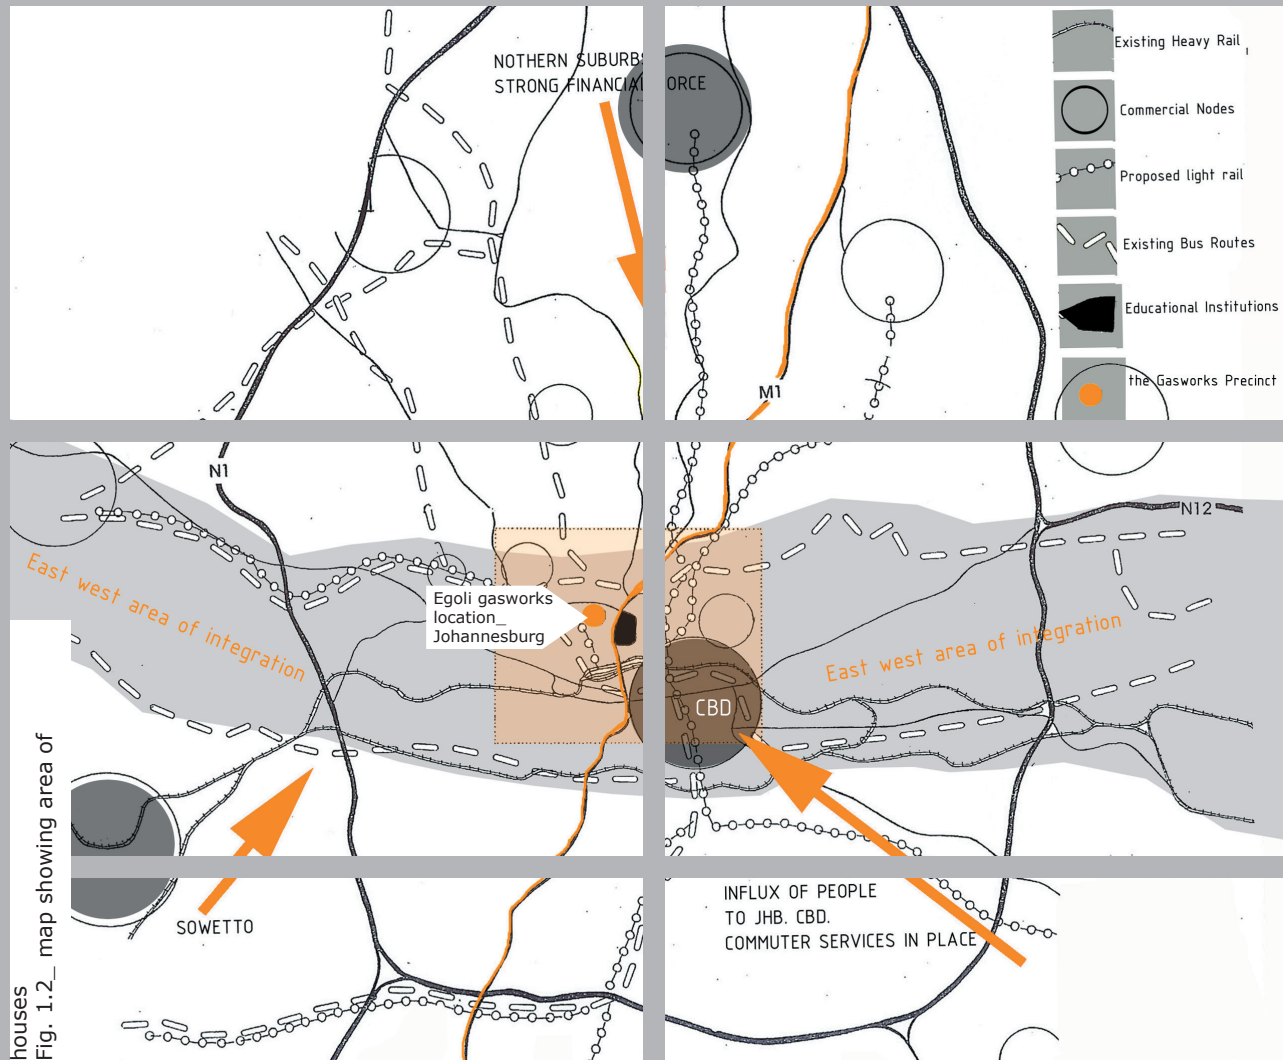 NOTHERN SUBURBS
STRONG FINANCIAL FORCE
Existing Heavy Rail
Commercial Nodes
Proposed light rail
Existing Bus Routes
Educational Institutions
the Gasworks Precinct
M1
N1
N12
East west area of integration
Egoli gasworks
location_
Johannesburg
East west area of integration
CBD
SOWETTO
INFLUX OF PEOPLE
TO JHB. CBD.
COMMUTER SERVICES IN PLACE
houses
Fig. 1.2_ map showing area of